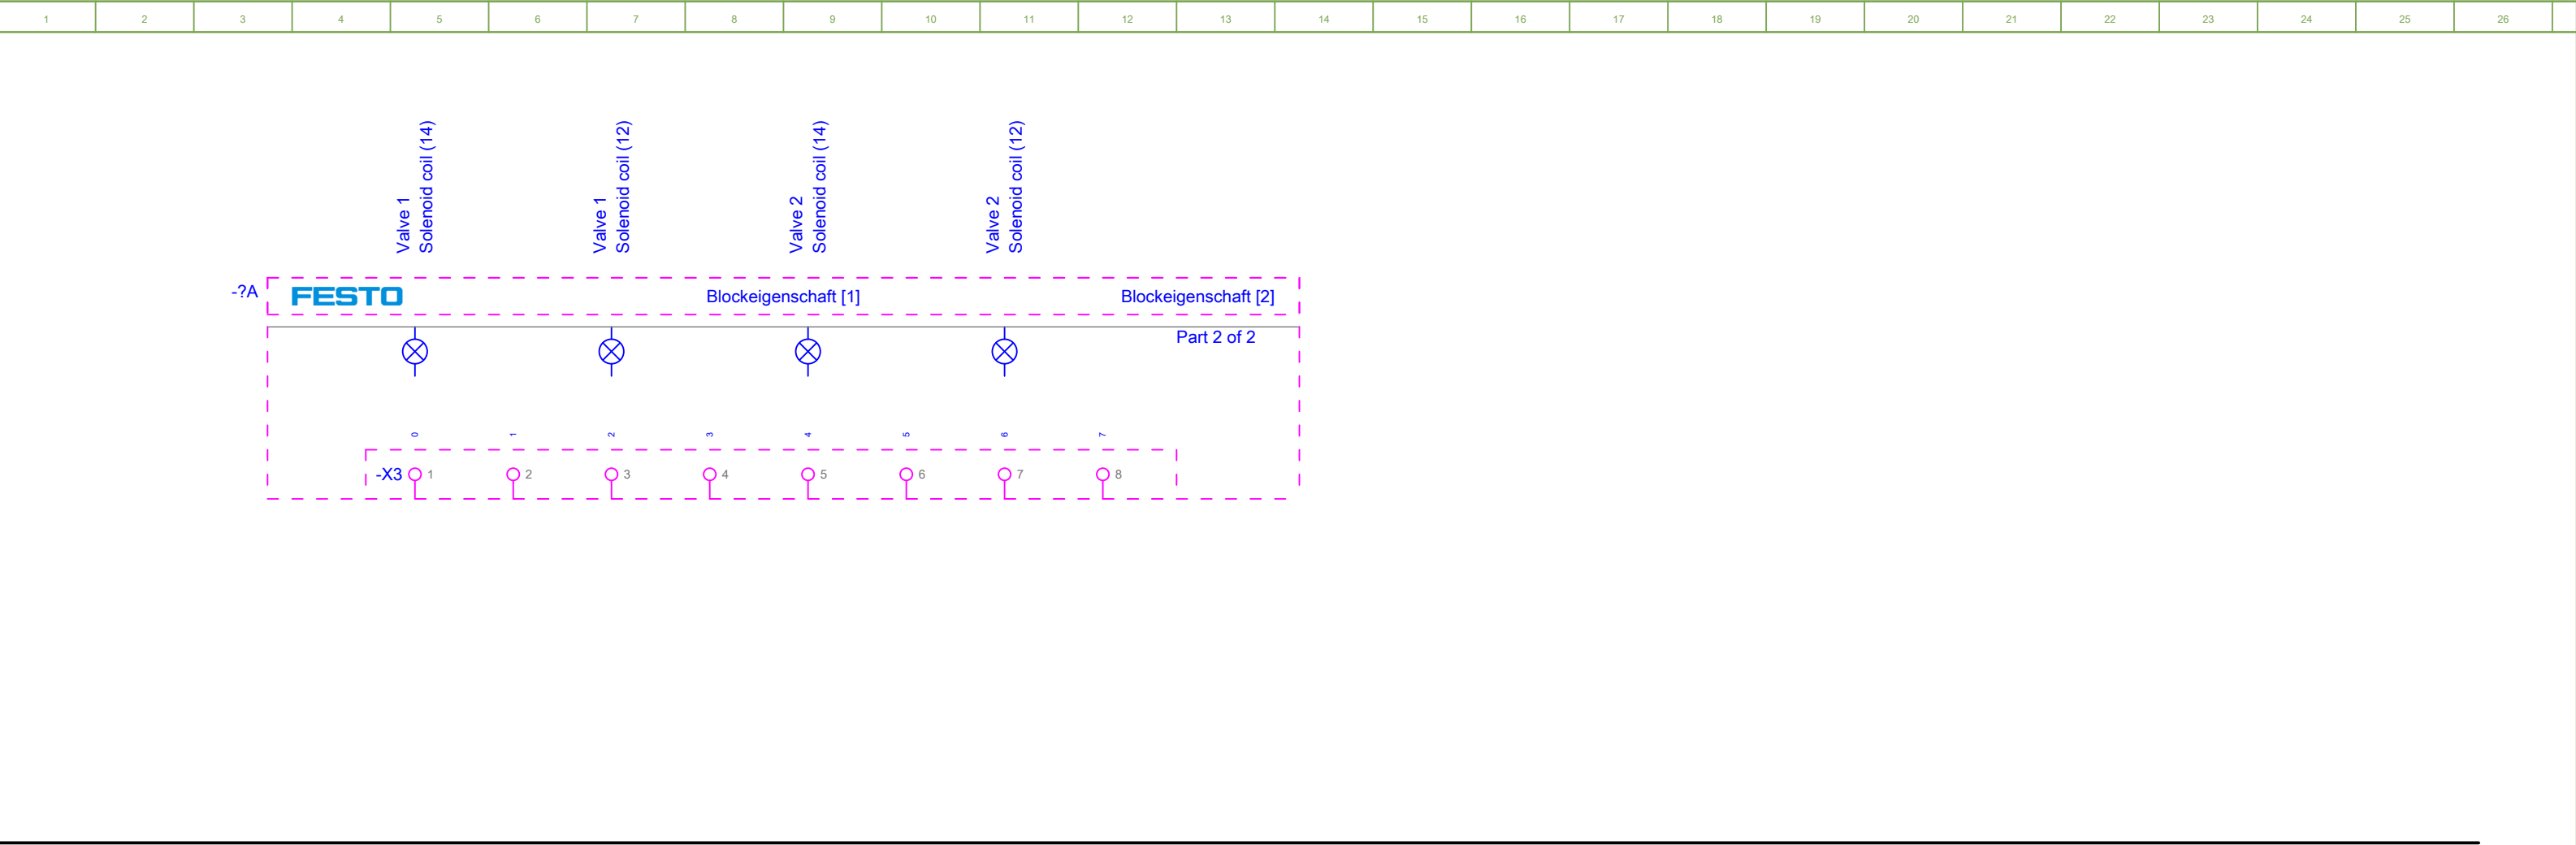 1 2 3 4 5 6 7 8 9 10 11 12 13 14 15 16 17 18 19 20 21 22 23 24 25 26
Valve 1
Solenoid coil (14)
Valve 1
Solenoid coil (12)
Valve 2
Solenoid coil (14)
Valve 2
Solenoid coil (12)
-?A FESTO Blockeigenschaft [1] Blockeigenschaft [2]
Part 2 of 2
0 1 2 3 4 5 6 7
-X3 1 2 3 4 5 6 7 8